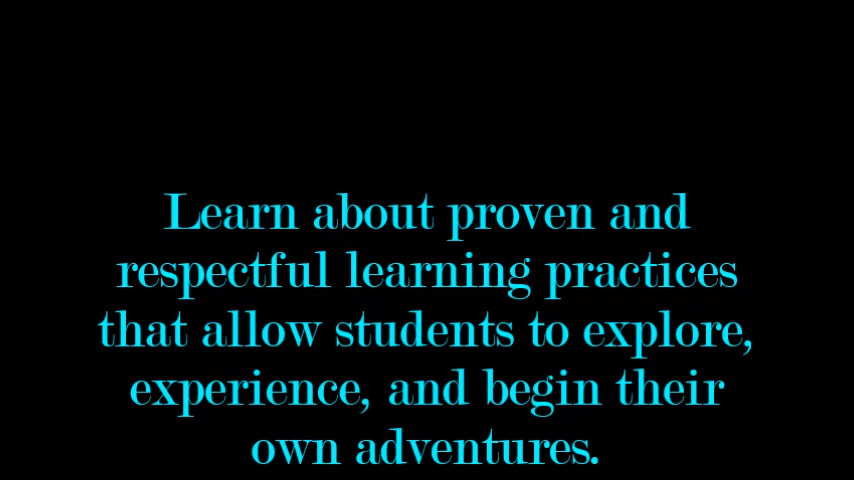 Learn about proven and
respectful learning practices
that allow students to explore,
experience, and begin their
own adventures.